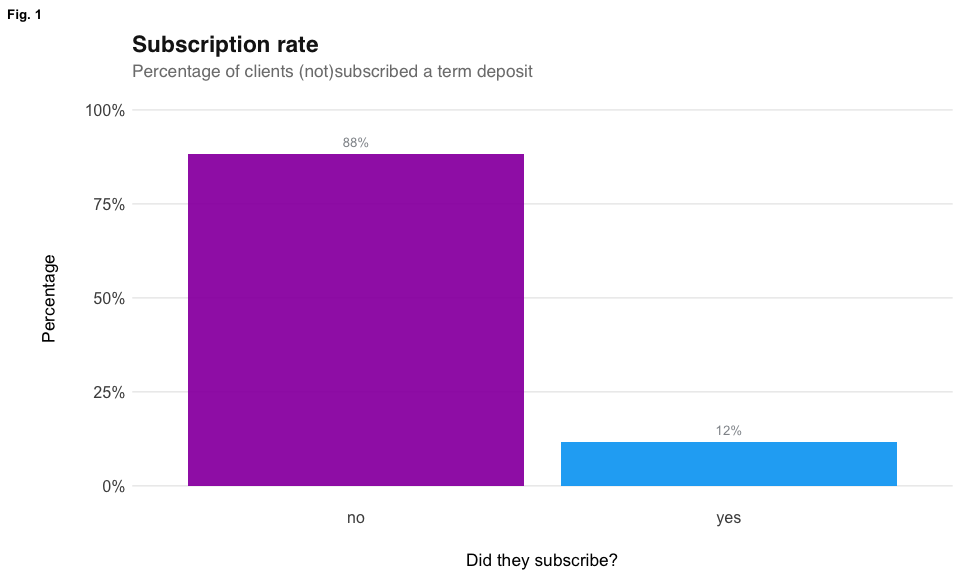 Fig. 1
Subscription rate
Percentage of clients (not)subscribed a term deposit
100%
88%
75%
Percentage
50%
25%
12%
0%
no yes
Did they subscribe?